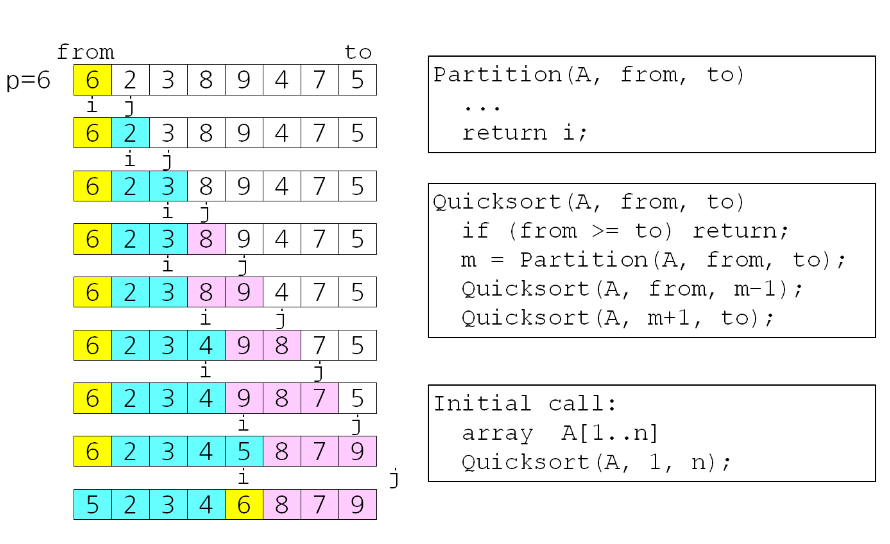 from to
p=6 6 2 3 8 9 4 7 5
i j
6 2 3 8 9 4 7 5
i j
6 2 3 8 9 4 7 5
i j
6 2 3 8 9 4 7 5
i j
6 2 3 8 9 4 7 5
i j
6 2 3 4 9 8 7 5
i j
6 2 3 4 9 8 7 5
i j
6 2 3 4 5 8 7 9
i j
5 2 3 4 6 8 7 9
Partition(A, from, to)
...
return i;
Quicksort(A, from, to)
if (from >= to) return;
m = Partition(A, from, to);
Quicksort(A, from, m-1);
Quicksort(A, m+1, to);
Initial call:
array A[1..n]
Quicksort(A, 1, n);